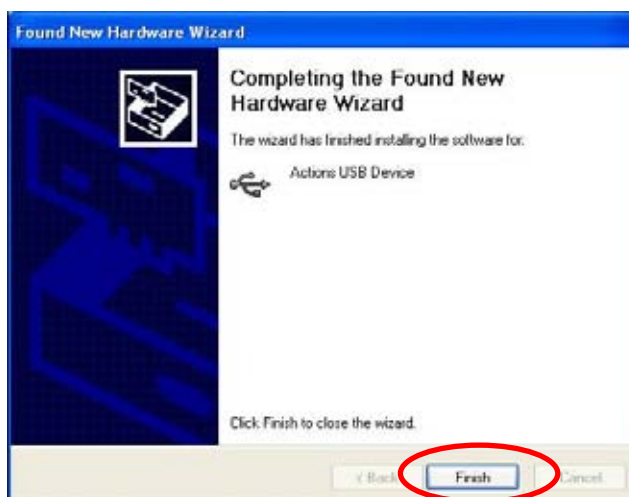 Found New Hardware Wizard
Completing the Found New
Hardware Wizard
The wizard has finished installing the software for:
Actions USB Device
Click Finish to close the wizard.
< Back
Finish
Cancel